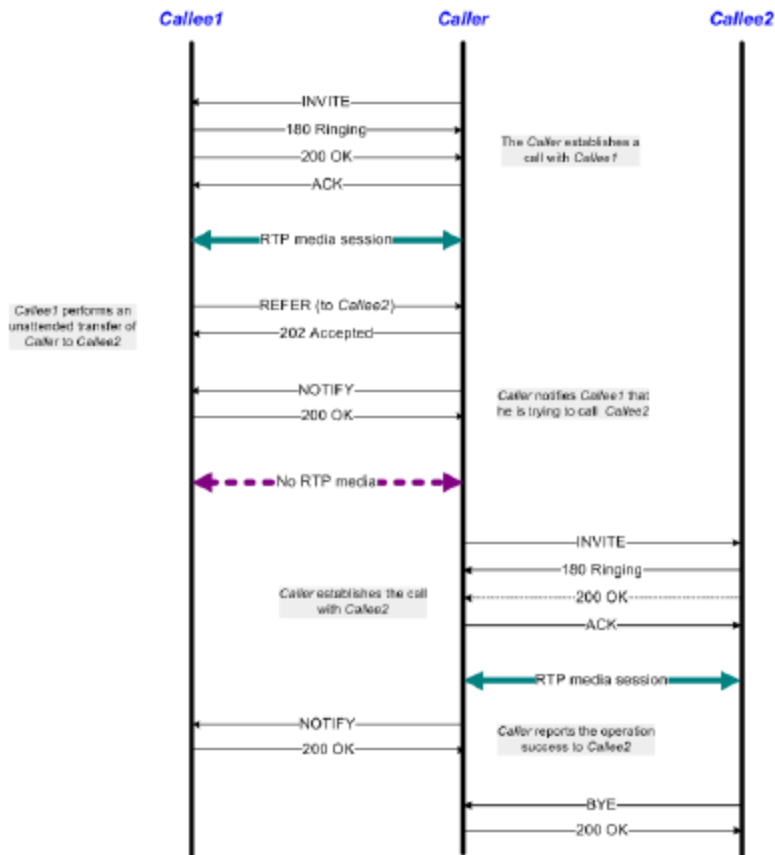 Callee1 Caller Callee2
INVITE
180 Ringing
200 OK
ACK
The Caller establishes a
call with Callee1
RTP media session
REFER (to Callee2)
202 Accepted
Callee1 performs an
unattended transfer of
Caller to Callee2
NOTIFY
200 OK
Caller notifies Callee1 that
he is trying to call Callee2
No RTP media
INVITE
180 Ringing
200 OK
ACK
Caller establishes the call
with Callee2
RTP media session
NOTIFY
200 OK
Caller reports the operation
success to Callee2
BYE
200 OK